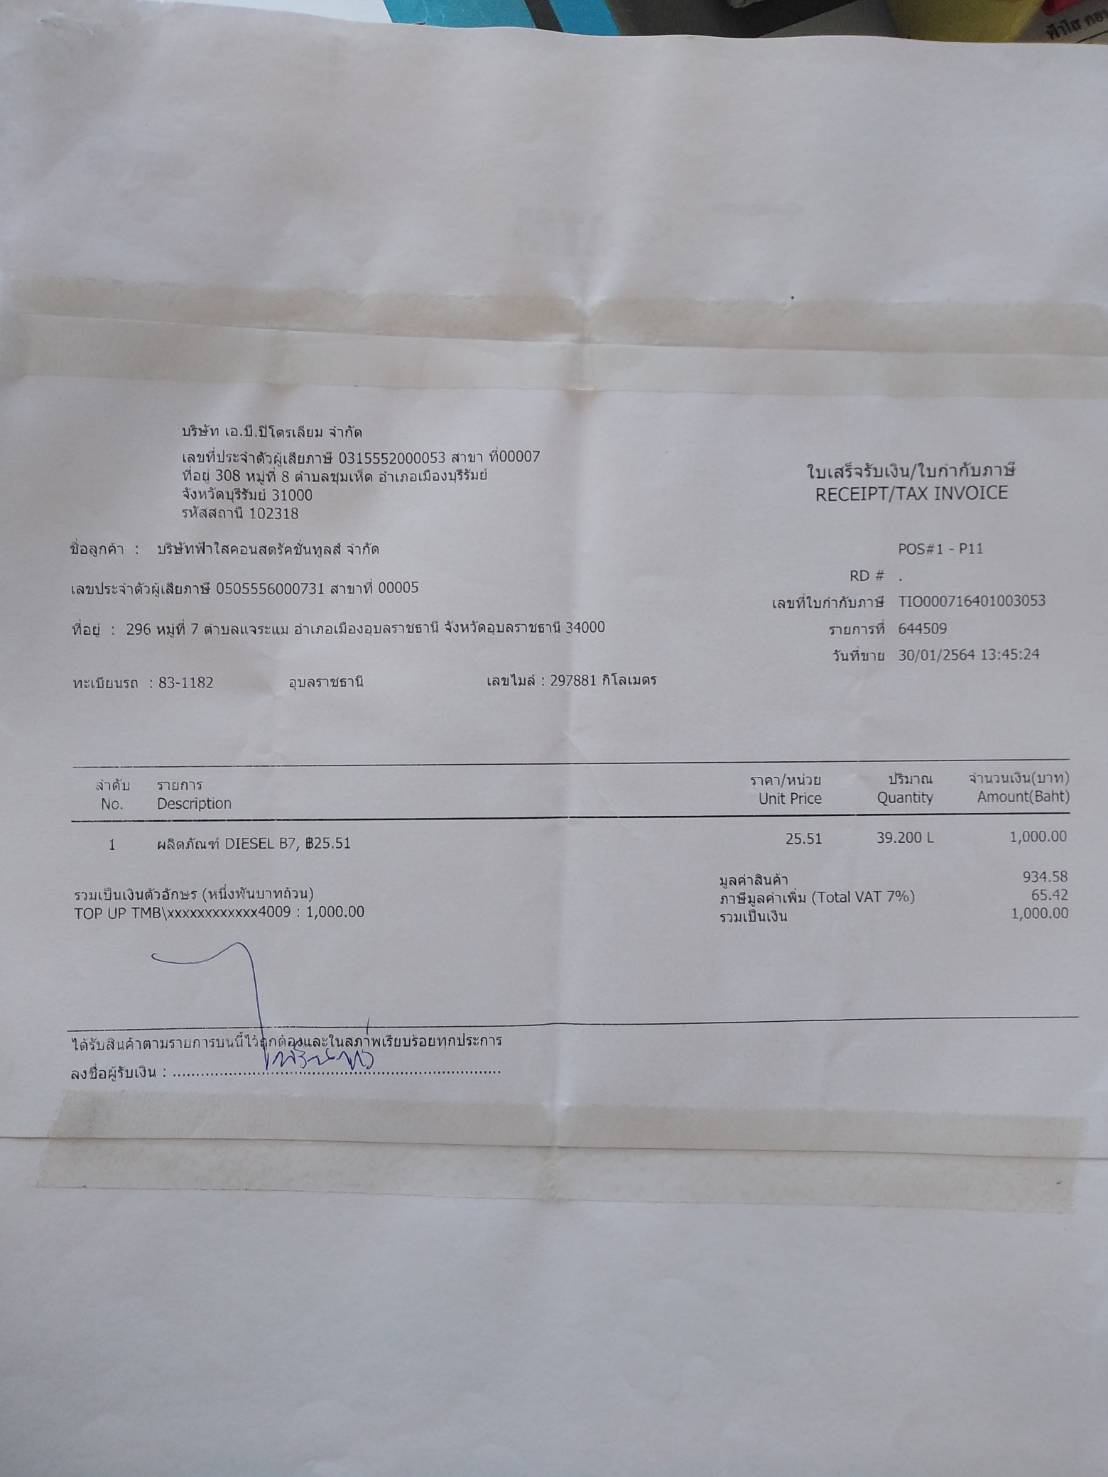 บริษัท เอ.บี.ปิโตรเลียม จำกัด
เลขที่ประจำตัวผู้เสียภาษี 0315552000053 สาขา ที่00007
ที่อยู่ 308 หมู่ที่ 8 ตำบลชุมเห็ด อำเภอเมืองบุรีรัมย์
จังหวัดบุรีรัมย์ 31000
รหัสสถานี 102318
ใบเสร็จรับเงิน/ใบกำกับภาษี
RECEIPT/TAX INVOICE
ชื่อลูกค้า : บริษัทฟ้าใสคอนสตรัคชั่นทูลส์ จำกัด
POS#1 - P11
RD # .
เลขประจำตัวผู้เสียภาษี 0505556000731 สาขาที่ 00005
เลขที่ใบกำกับภาษี TIO000716401003053
ที่อยู่ : 296 หมู่ที่ 7 ตำบลแจระแม อำเภอเมืองอุบลราชธานี จังหวัดอุบลราชธานี 34000
รายการที่ 644509
วันที่ขาย 30/01/2564 13:45:24
ทะเบียนรถ : 83-1182 อุบลราชธานี เลขไมล์ : 297881 กิโลเมตร
ลำดับ รายการ ราคา/หน่วย ปริมาณ จำนวนเงิน(บาท)
No. Description Unit Price Quantity Amount(Baht)
1 ผลิตภัณฑ์ DIESEL B7, ฿25.51 25.51 39.200 L 1,000.00
มูลค่าสินค้า 934.58
รวมเป็นเงินตัวอักษร (หนึ่งพันบาทถ้วน)
ภาษีมูลค่าเพิ่ม (Total VAT 7%) 65.42
TOP UP TMB\xxxxxxxxxxxx4009 : 1,000.00
รวมเป็นเงิน 1,000.00
ได้รับสินค้าตามรายการบนนี้ไว้ถูกต้องและในสภาพเรียบร้อยทุกประการ
ลงชื่อผู้รับเงิน : ......................................................................